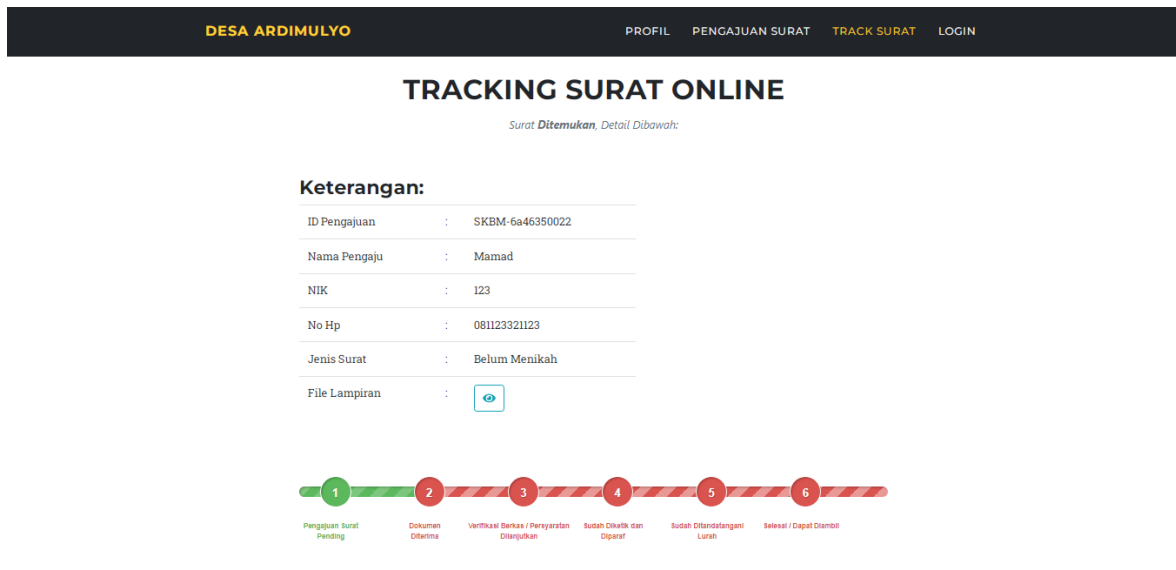 DESA ARDIMULYO PROFIL PENGAJUAN SURAT TRACK SURAT LOGIN
TRACKING SURAT ONLINE
Surat Ditemukan, Detail Dibawah:
Keterangan:
ID Pengajuan : SKBM-6a46350022
Nama Pengaju : Mamad
NIK : 123
No Hp : 081123321123
Jenis Surat : Belum Menikah
File Lampiran :
1 2 3 4 5 6
Pengajuan Surat
Pending
Dokumen
Diterima
Verifikasi Berkas / Persyaratan
Dilanjutkan
Sudah Diketik dan
Diparaf
Sudah Ditandatangani
Lurah
Selesai / Dapat Diambil